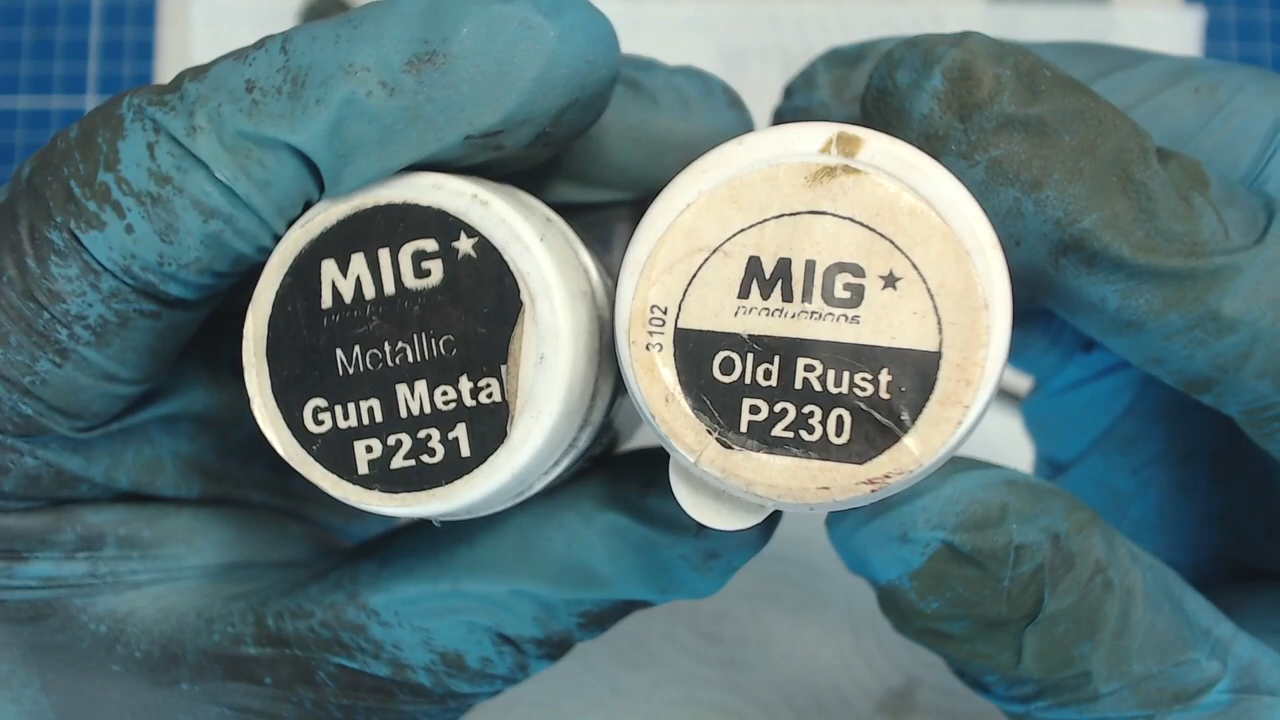 MIG
Metallic
Gun Metal
P231
MIG
productions
3102
Old Rust
P230